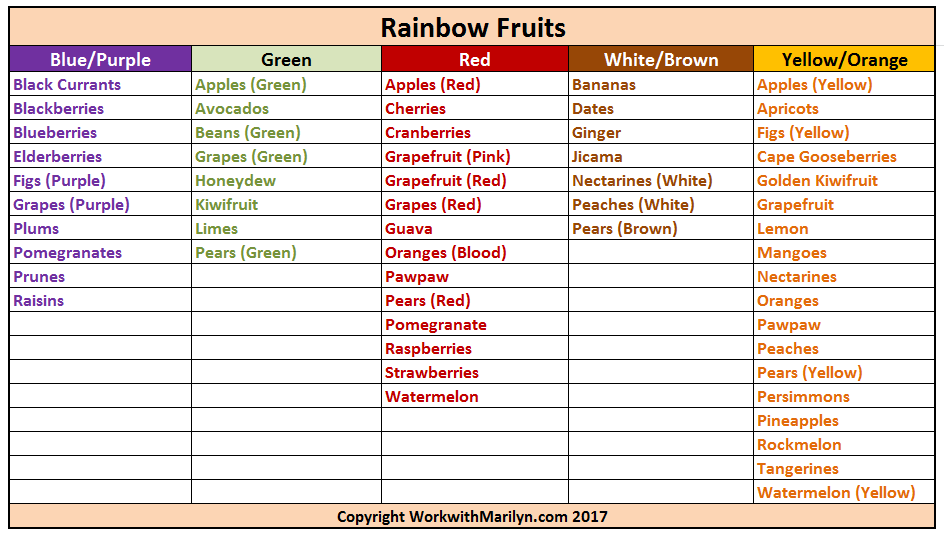 Rainbow Fruits
Blue/Purple Green Red White/Brown Yellow/Orange
Black Currants Apples (Green) Apples (Red) Bananas Apples (Yellow)
Blackberries Avocados Cherries Dates Apricots
Blueberries Beans (Green) Cranberries Ginger Figs (Yellow)
Elderberries Grapes (Green) Grapefruit (Pink) Jicama Cape Gooseberries
Figs (Purple) Honeydew Grapefruit (Red) Nectarines (White) Golden Kiwifruit
Grapes (Purple) Kiwifruit Grapes (Red) Peaches (White) Grapefruit
Plums Limes Guava Pears (Brown) Lemon
Pomegranates Pears (Green) Oranges (Blood) Mangoes
Prunes Pawpaw Nectarines
Raisins Pears (Red) Oranges
Pomegranate Pawpaw
Raspberries Peaches
Strawberries Pears (Yellow)
Watermelon Persimmons
Pineapples
Rockmelon
Tangerines
Watermelon (Yellow)
Copyright WorkwithMarilyn.com 2017